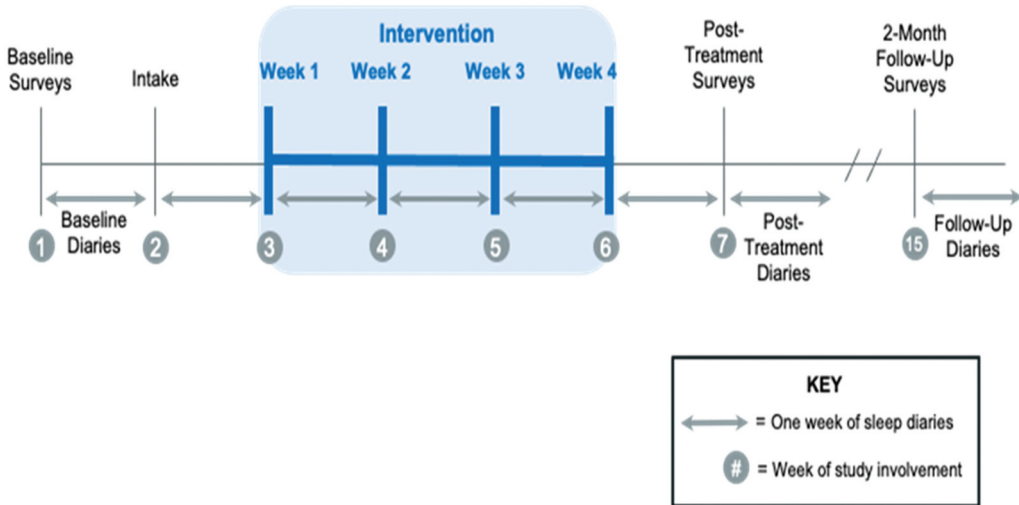 Baseline
Surveys
Intake
Intervention
Week 1
Week 2
Week 3
Week 4
Post-
Treatment
Surveys
2-Month
Follow-Up
Surveys
Baseline
Diaries
Post-
Treatment
Diaries
Follow-Up
Diaries
1
2
3
4
5
6
7
15
KEY
= One week of sleep diaries
# = Week of study involvement